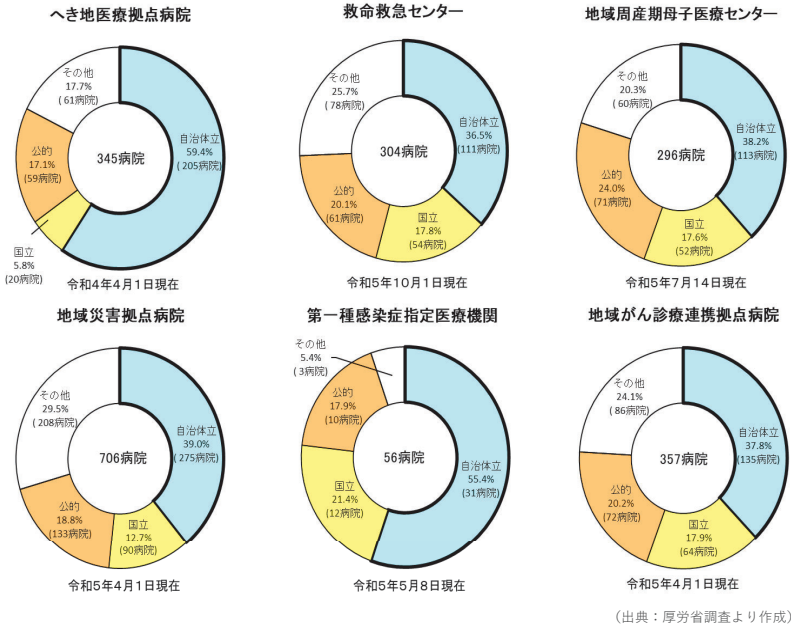 へき地医療拠点病院
その他
17.7%
( 61病院)
自治体立
59.4%
( 205病院)
公的
17.1%
(59病院)
345病院
国立
5.8%
(20病院)
令和4年4月1日現在
救命救急センター
その他
25.7%
( 78病院)
自治体立
36.5%
(111病院)
304病院
公的
20.1%
(61病院)
国立
17.8%
(54病院)
令和5年10月1日現在
地域周産期母子医療センター
その他
20.3%
( 60病院)
自治体立
38.2%
(113病院)
296病院
公的
24.0%
(71病院)
国立
17.6%
(52病院)
令和5年7月14日現在
地域災害拠点病院
その他
29.5%
( 208病院)
自治体立
39.0%
( 275病院)
706病院
公的
18.8%
(133病院)
国立
12.7%
(90病院)
令和5年4月1日現在
第一種感染症指定医療機関
その他
5.4%
( 3病院)
公的
17.9%
(10病院)
56病院
自治体立
55.4%
(31病院)
国立
21.4%
(12病院)
令和5年5月8日現在
地域がん診療連携拠点病院
その他
24.1%
( 86病院)
自治体立
37.8%
(135病院)
357病院
公的
20.2%
(72病院)
国立
17.9%
(64病院)
令和5年4月1日現在
（出典：厚労省調査より作成）